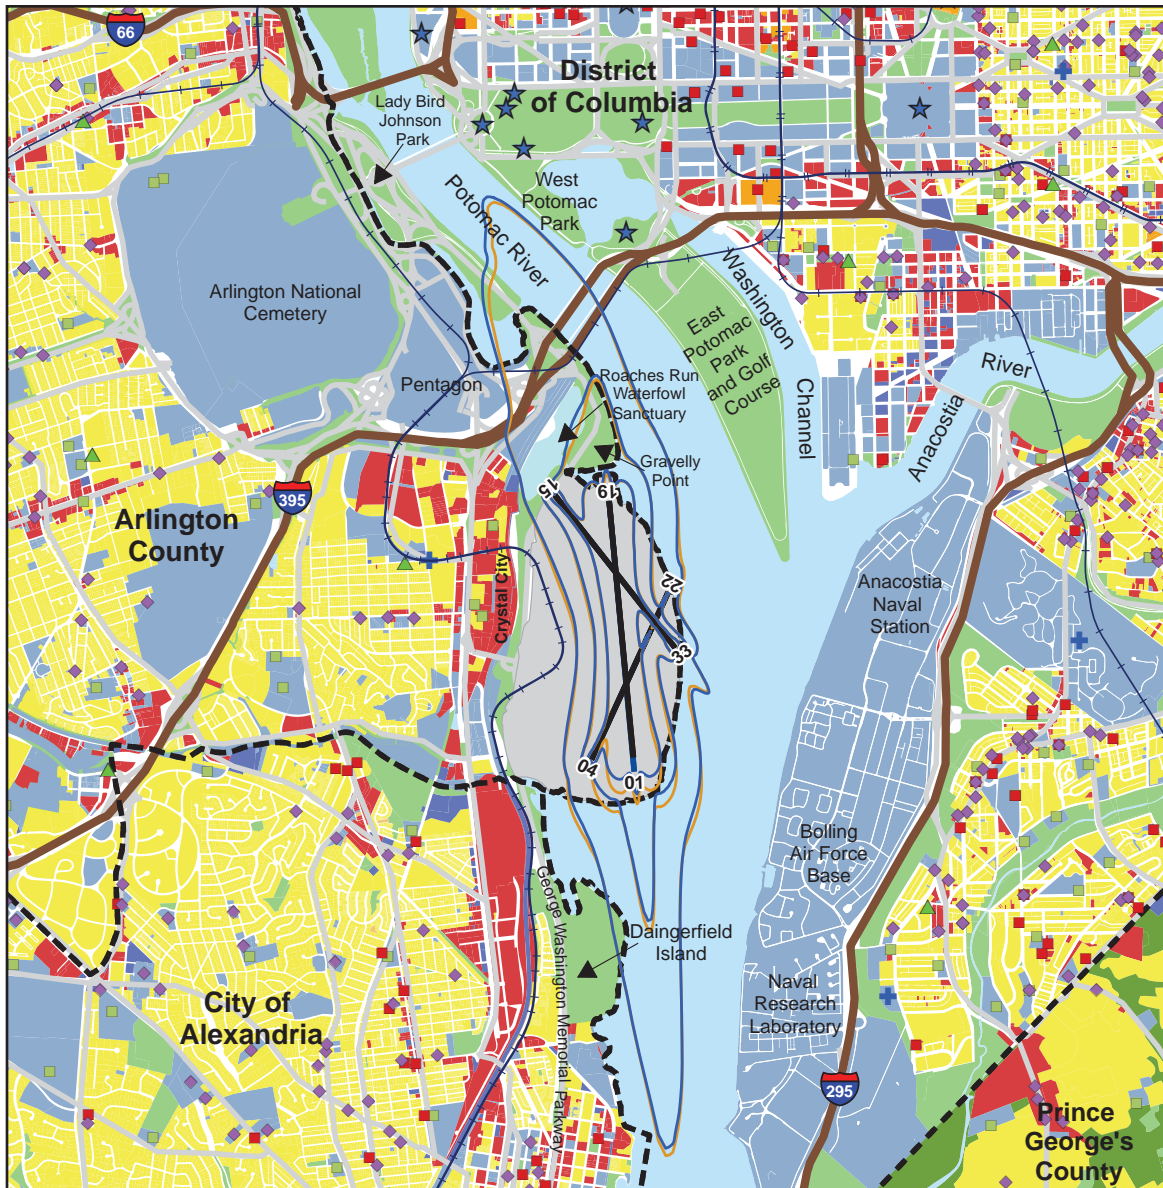 66
District
of Columbia
Lady Bird
Johnson
Park
West
Potomac
Park
Potomac River
Washington
Channel
Arlington National
Cemetery
East
Potomac
Park
and Golf
Course
River
Anacostia
Pentagon
Roaches Run
Waterfowl
Sanctuary
Gravelly
Point
395
Arlington
County
15
19
Crystal City
22
33
Anacostia
Naval
Station
04
01
Bolling
Air Force
Base
George Washington Memorial Parkway
Daingerfield
Island
City of
Alexandria
Naval
Research
Laboratory
295
Prince
George's
County